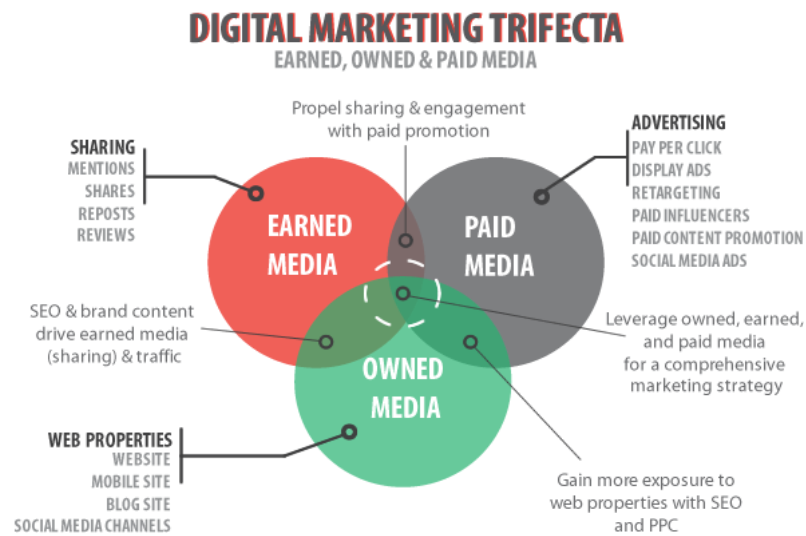 DIGITAL MARKETING TRIFECTA
EARNED, OWNED & PAID MEDIA
Propel sharing & engagement
with paid promotion
SHARING
MENTIONS
SHARES
REPOSTS
REVIEWS
ADVERTISING
PAY PER CLICK
DISPLAY ADS
RETARGETING
PAID INFLUENCERS
PAID CONTENT PROMOTION
SOCIAL MEDIA ADS
EARNED
MEDIA
PAID
MEDIA
SEO & brand content
drive earned media
(sharing) & traffic
Leverage owned, earned,
and paid media
for a comprehensive
marketing strategy
OWNED
MEDIA
WEB PROPERTIES
WEBSITE
MOBILE SITE
BLOG SITE
SOCIAL MEDIA CHANNELS
Gain more exposure to
web properties with SEO
and PPC